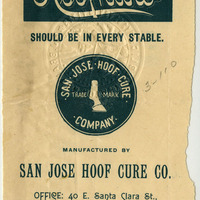 SHOULD BE IN EVERY STABLE.
SAN JOSE HOOF CURE
TRADE MARK
COMPANY.
3-110
MANUFACTURED BY
SAN JOSE HOOF CURE CO.
OFFICE: 40 E. Santa Clara St.,